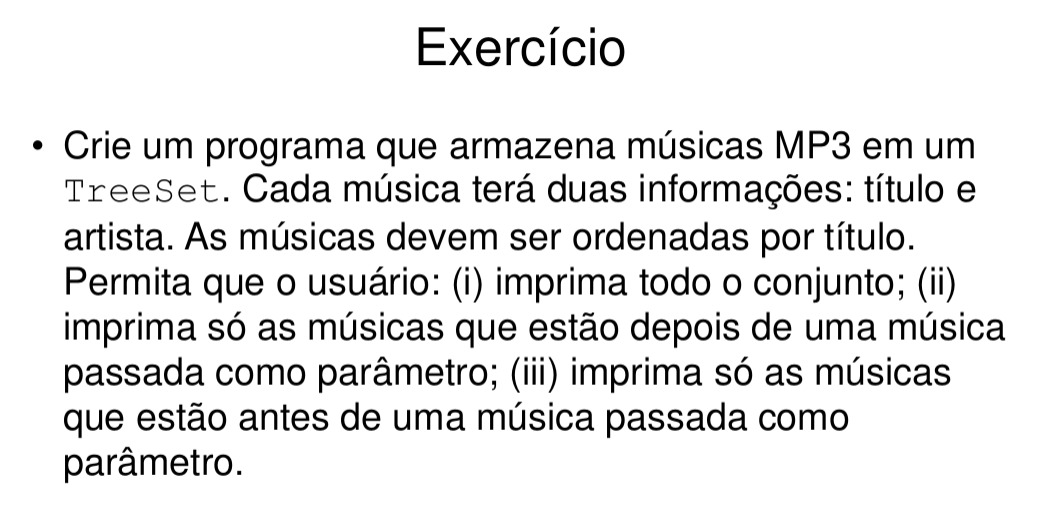 Exercício
• Crie um programa que armazena músicas MP3 em um
TreeSet. Cada música terá duas informações: título e
artista. As músicas devem ser ordenadas por título.
Permita que o usuário: (i) imprima todo o conjunto; (ii)
imprima só as músicas que estão depois de uma música
passada como parâmetro; (iii) imprima só as músicas
que estão antes de uma música passada como
parâmetro.